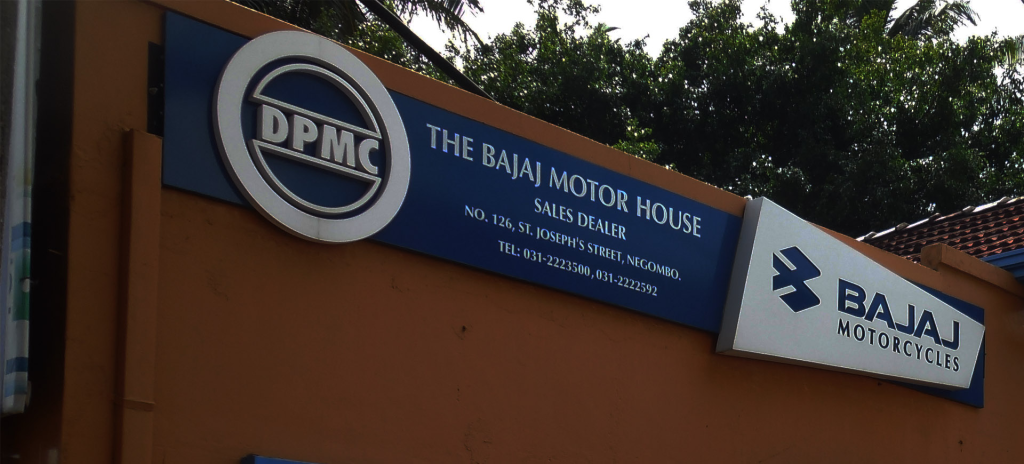 DPMC
THE BAJAJ MOTOR HOUSE
SALES DEALER
NO. 126, ST. JOSEPH'S STREET, NEGOMBO.
TEL: 031-2223500, 031-2222592
BAJAJ
MOTORCYCLES